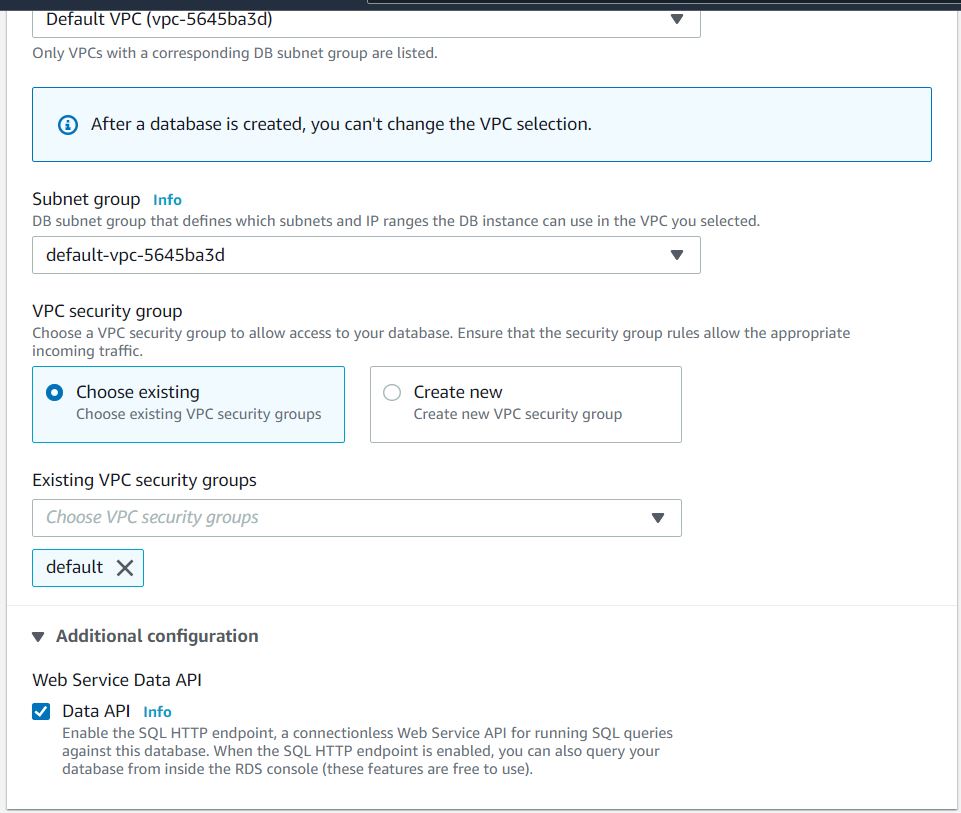 Default VPC (vpc-5645ba3d)
Only VPCs with a corresponding DB subnet group are listed.
After a database is created, you can't change the VPC selection.
Subnet group Info
DB subnet group that defines which subnets and IP ranges the DB instance can use in the VPC you selected.
default-vpc-5645ba3d
VPC security group
Choose a VPC security group to allow access to your database. Ensure that the security group rules allow the appropriate
incoming traffic.
Choose existing
Choose existing VPC security groups
Create new
Create new VPC security group
Existing VPC security groups
Choose VPC security groups
default
Additional configuration
Web Service Data API
Data API Info
Enable the SQL HTTP endpoint, a connectionless Web Service API for running SQL queries
against this database. When the SQL HTTP endpoint is enabled, you can also query your
database from inside the RDS console (these features are free to use).